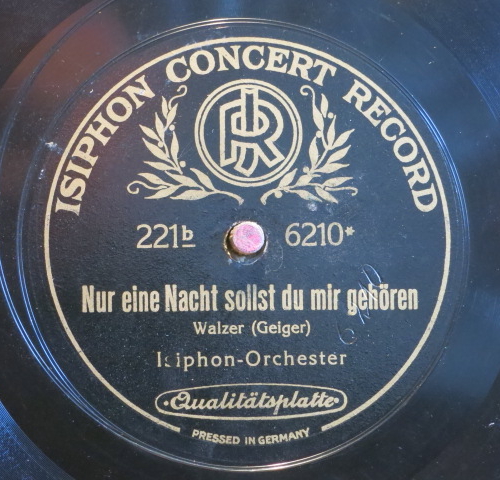 ISIPHON CONCERT RECORD
221b 6210*
Nur eine Nacht sollst du mir gehören
Walzer (Geiger)
Isiphon-Orchester
Qualitätsplatte
PRESSED IN GERMANY